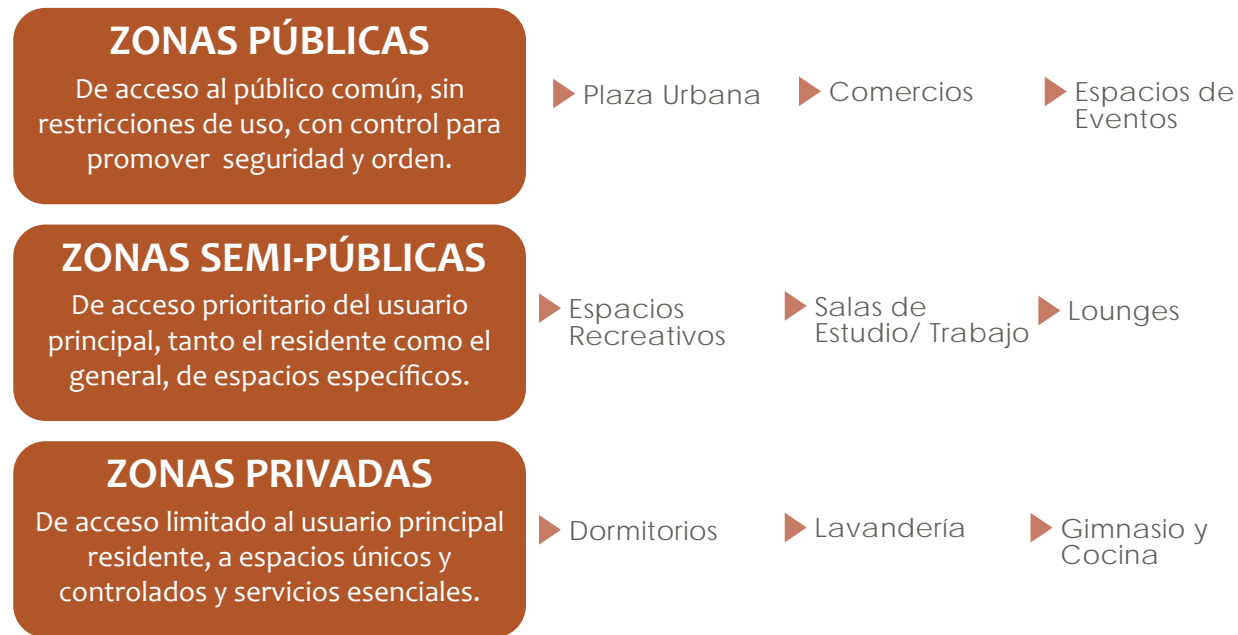 ZONAS PÚBLICAS
De acceso al público común, sin
restricciones de uso, con control para
promover seguridad y orden.
Plaza Urbana
Comercios
Espacios de
Eventos
ZONAS SEMI-PÚBLICAS
De acceso prioritario del usuario
principal, tanto el residente como el
general, de espacios específicos.
Espacios
Recreativos
Salas de
Estudio/ Trabajo
Lounges
ZONAS PRIVADAS
De acceso limitado al usuario principal
residente, a espacios únicos y
controlados y servicios esenciales.
Dormitorios
Lavandería
Gimnasio y
Cocina